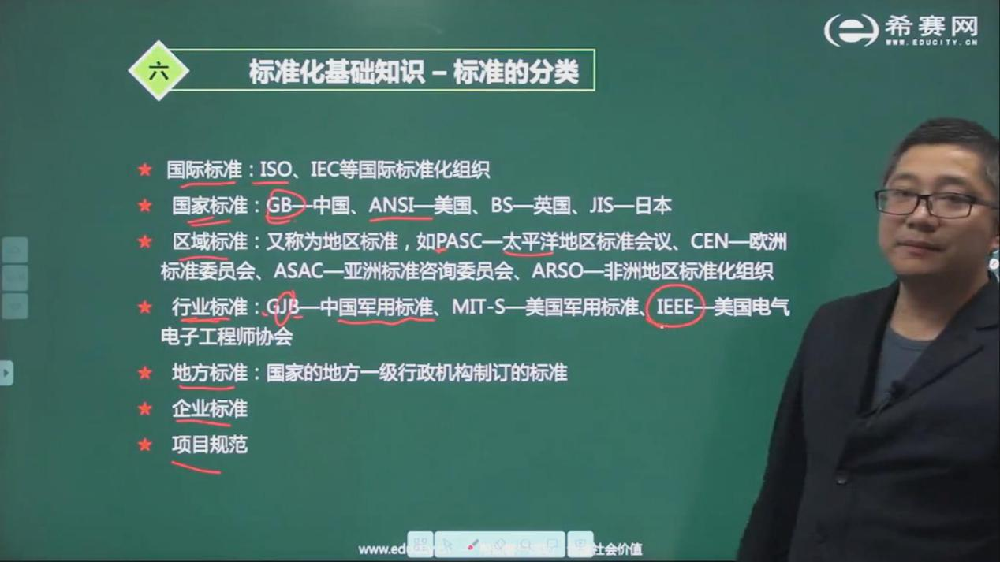 希赛网
WWW.EDUCITY.CN
六
标准化基础知识 – 标准的分类
★ 国际标准：ISO、IEC等国际标准化组织
★ 国家标准：GB—中国、ANSI—美国、BS—英国、JIS—日本
★ 区域标准：又称为地区标准，如PASC—太平洋地区标准会议、CEN—欧洲
标准委员会、ASAC—亚洲标准咨询委员会、ARSO—非洲地区标准化组织
★ 行业标准：GJB—中国军用标准、MIT-S—美国军用标准、IEEE—美国电气
电子工程师协会
★ 地方标准：国家的地方一级行政机构制订的标准
★ 企业标准
★ 项目规范
社会价值